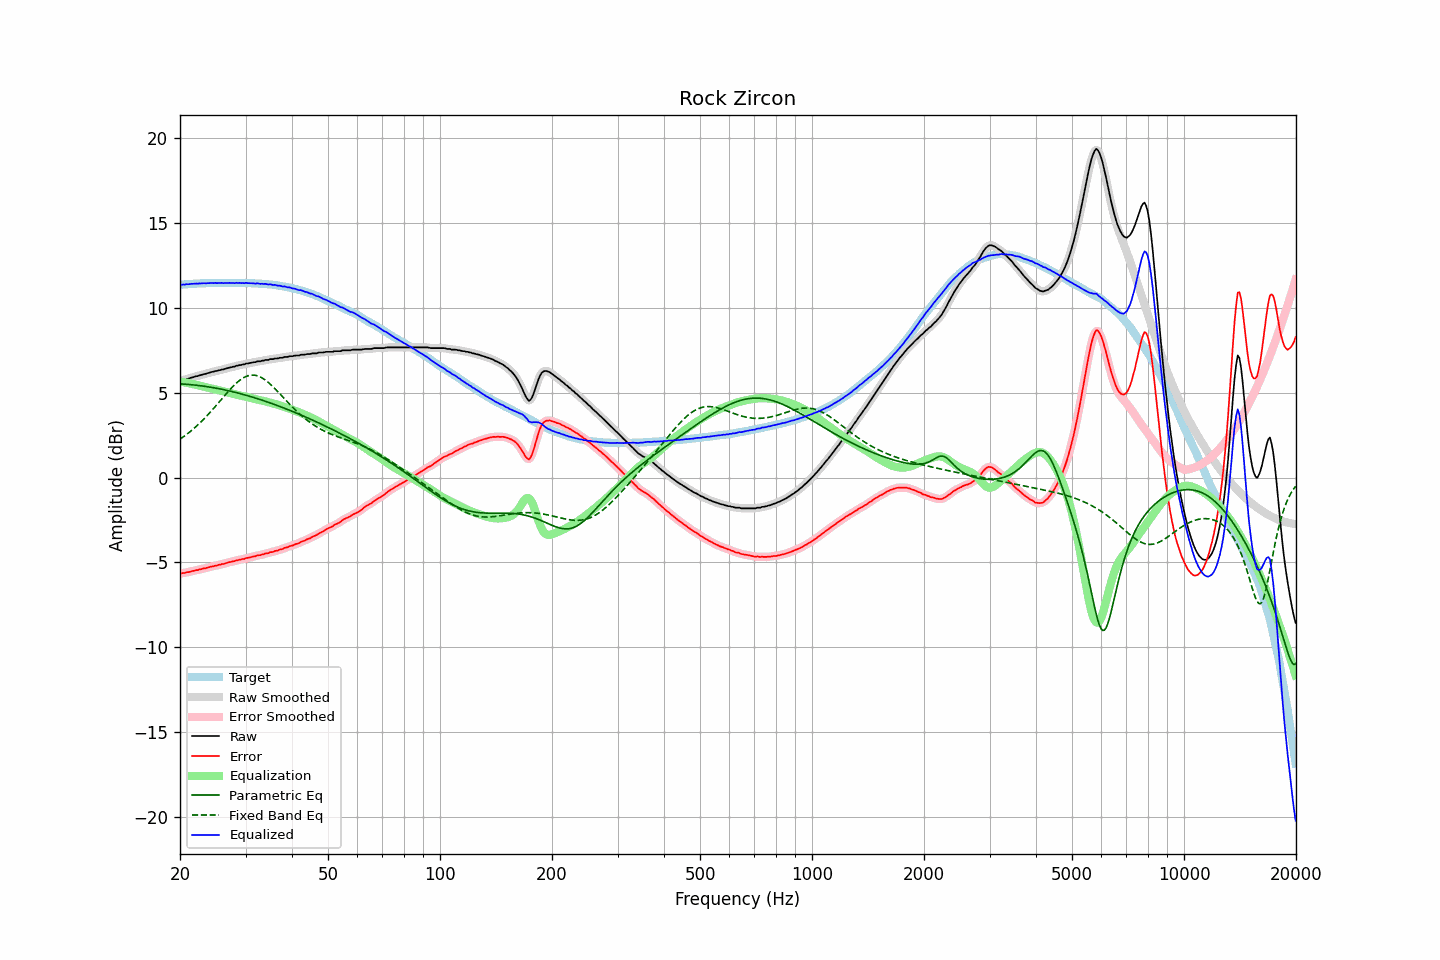 Rock Zircon
Amplitude (dBr)
20
15
10
5
0
−5
−10
−15
−20
Target
Raw Smoothed
Error Smoothed
Raw
Error
Equalization
Parametric Eq
Fixed Band Eq
Equalized
20
50
100
200
500
1000
2000
5000
10000
20000
Frequency (Hz)